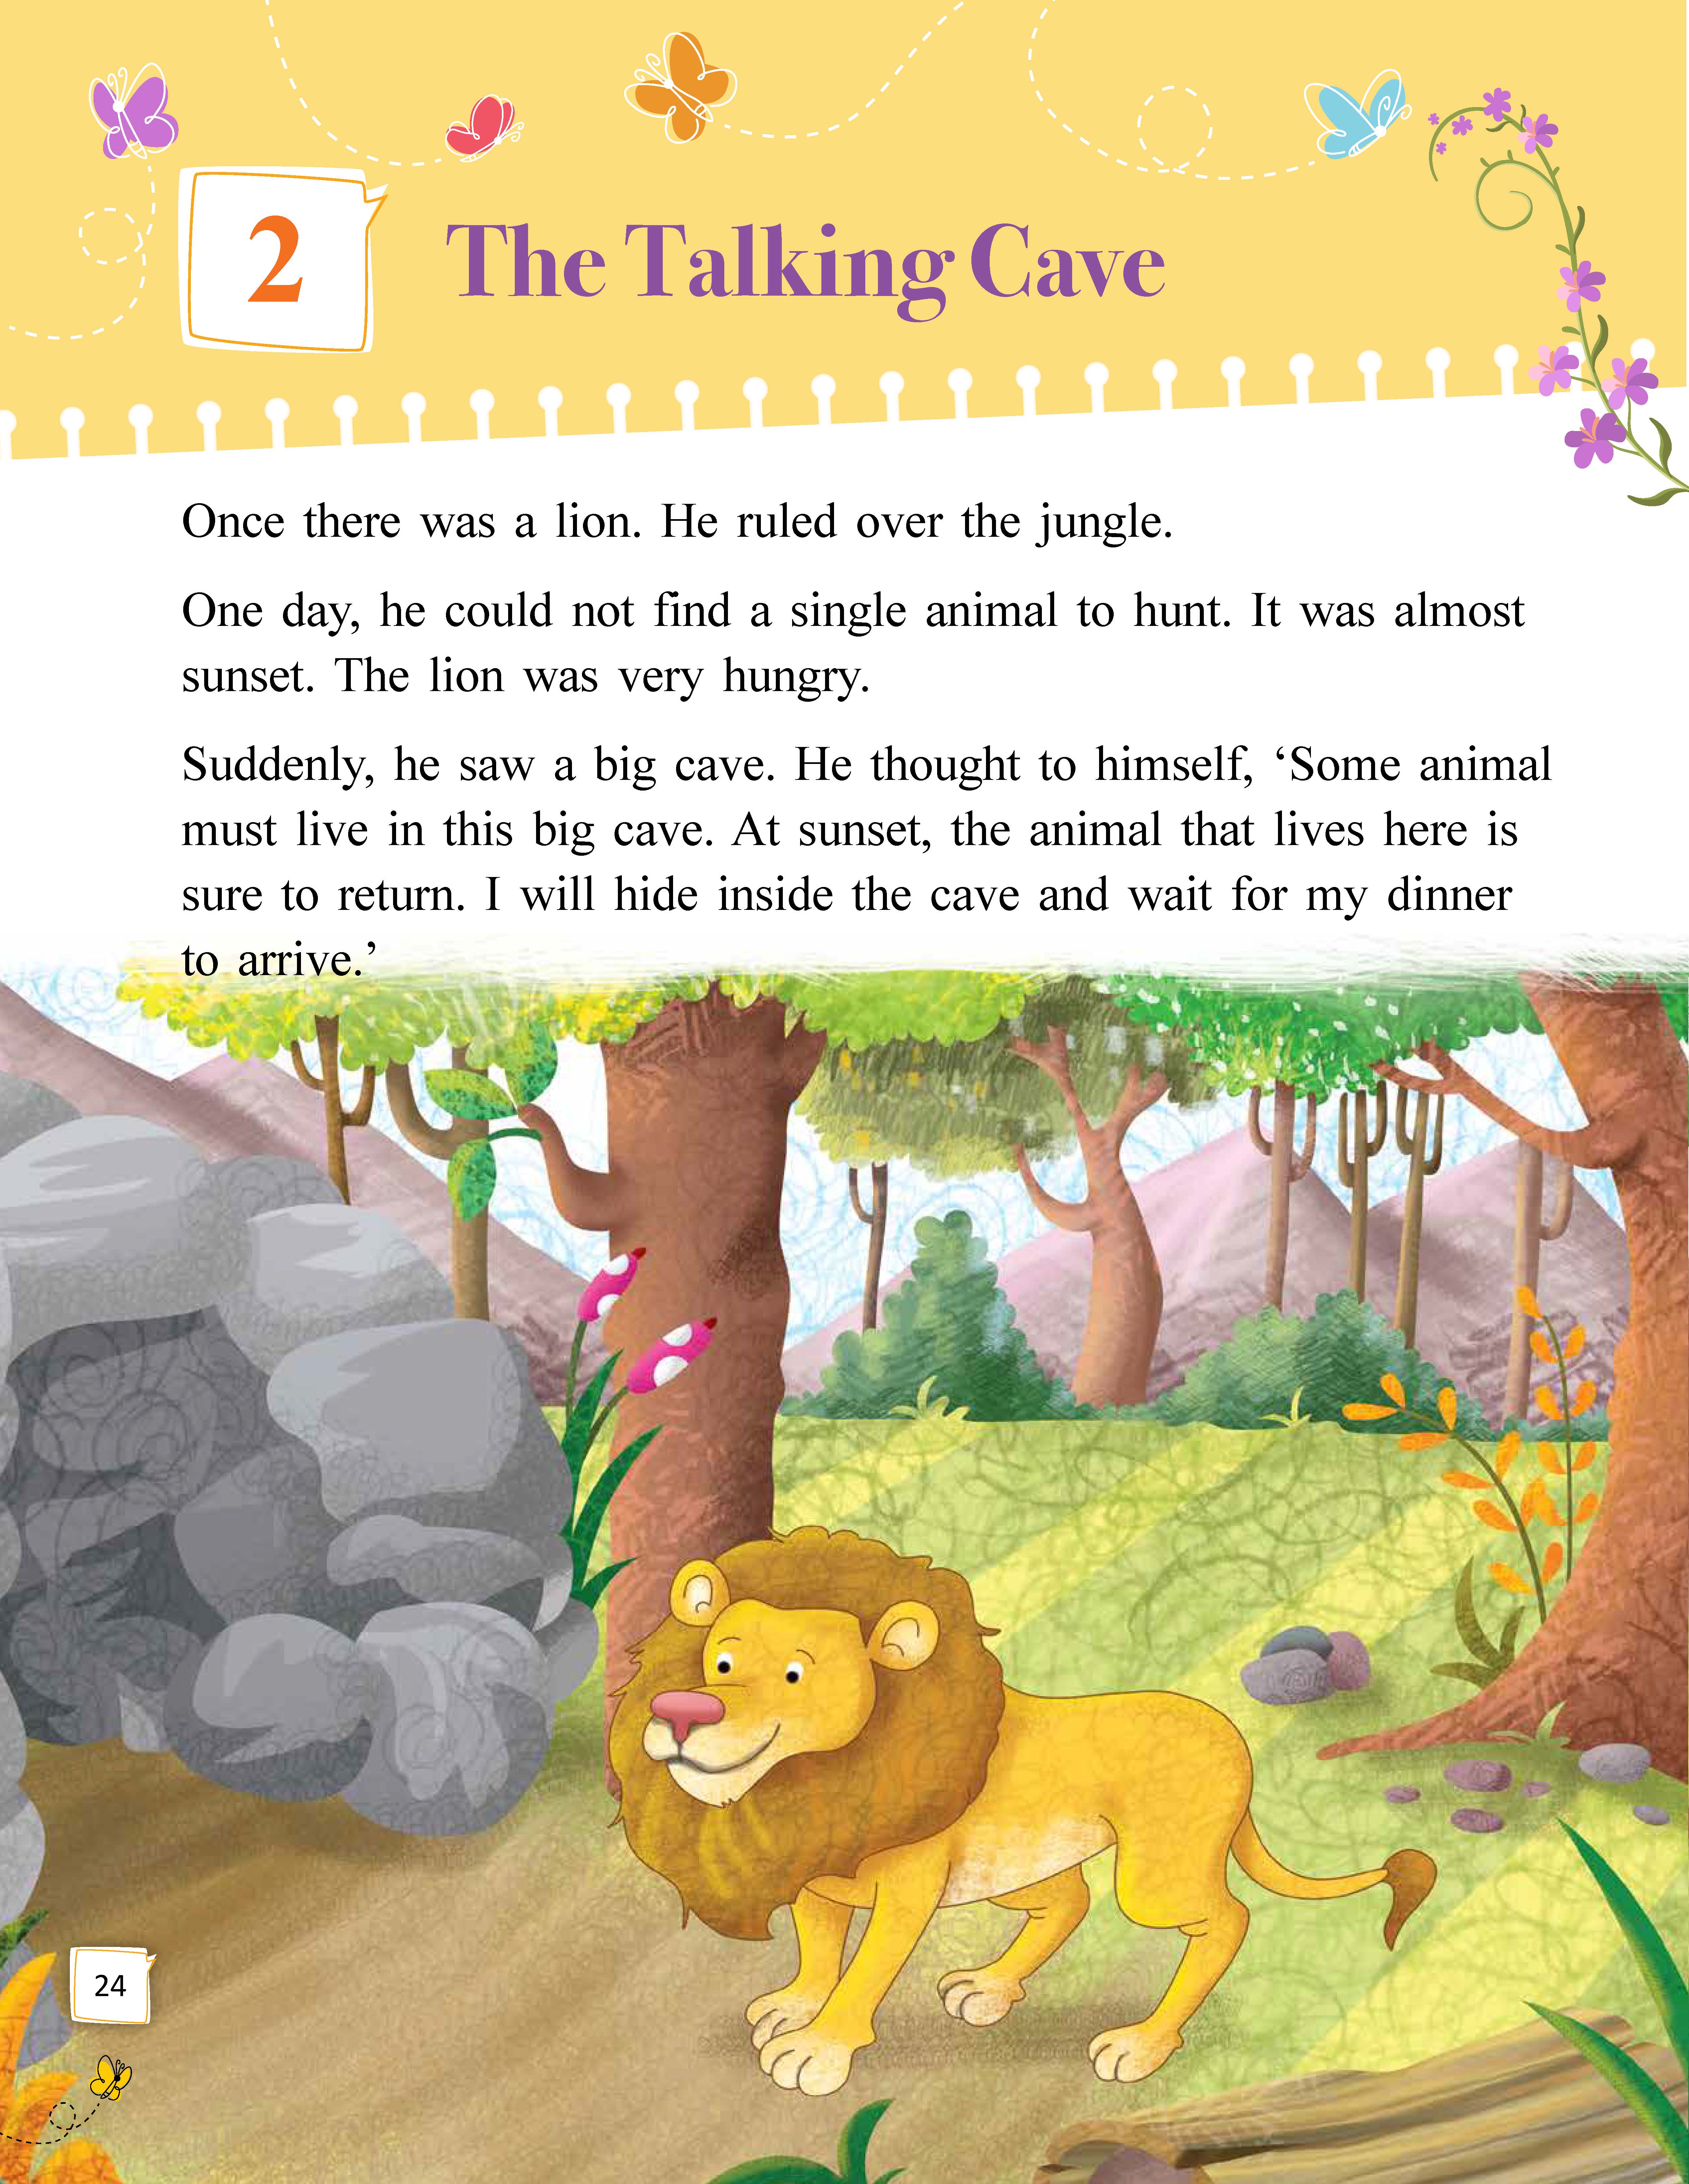 2
The Talking Cave
Once there was a lion. He ruled over the jungle.
One day, he could not find a single animal to hunt. It was almost
sunset. The lion was very hungry.
Suddenly, he saw a big cave. He thought to himself, ‘Some animal
must live in this big cave. At sunset, the animal that lives here is
sure to return. I will hide inside the cave and wait for my dinner
to arrive.’
24